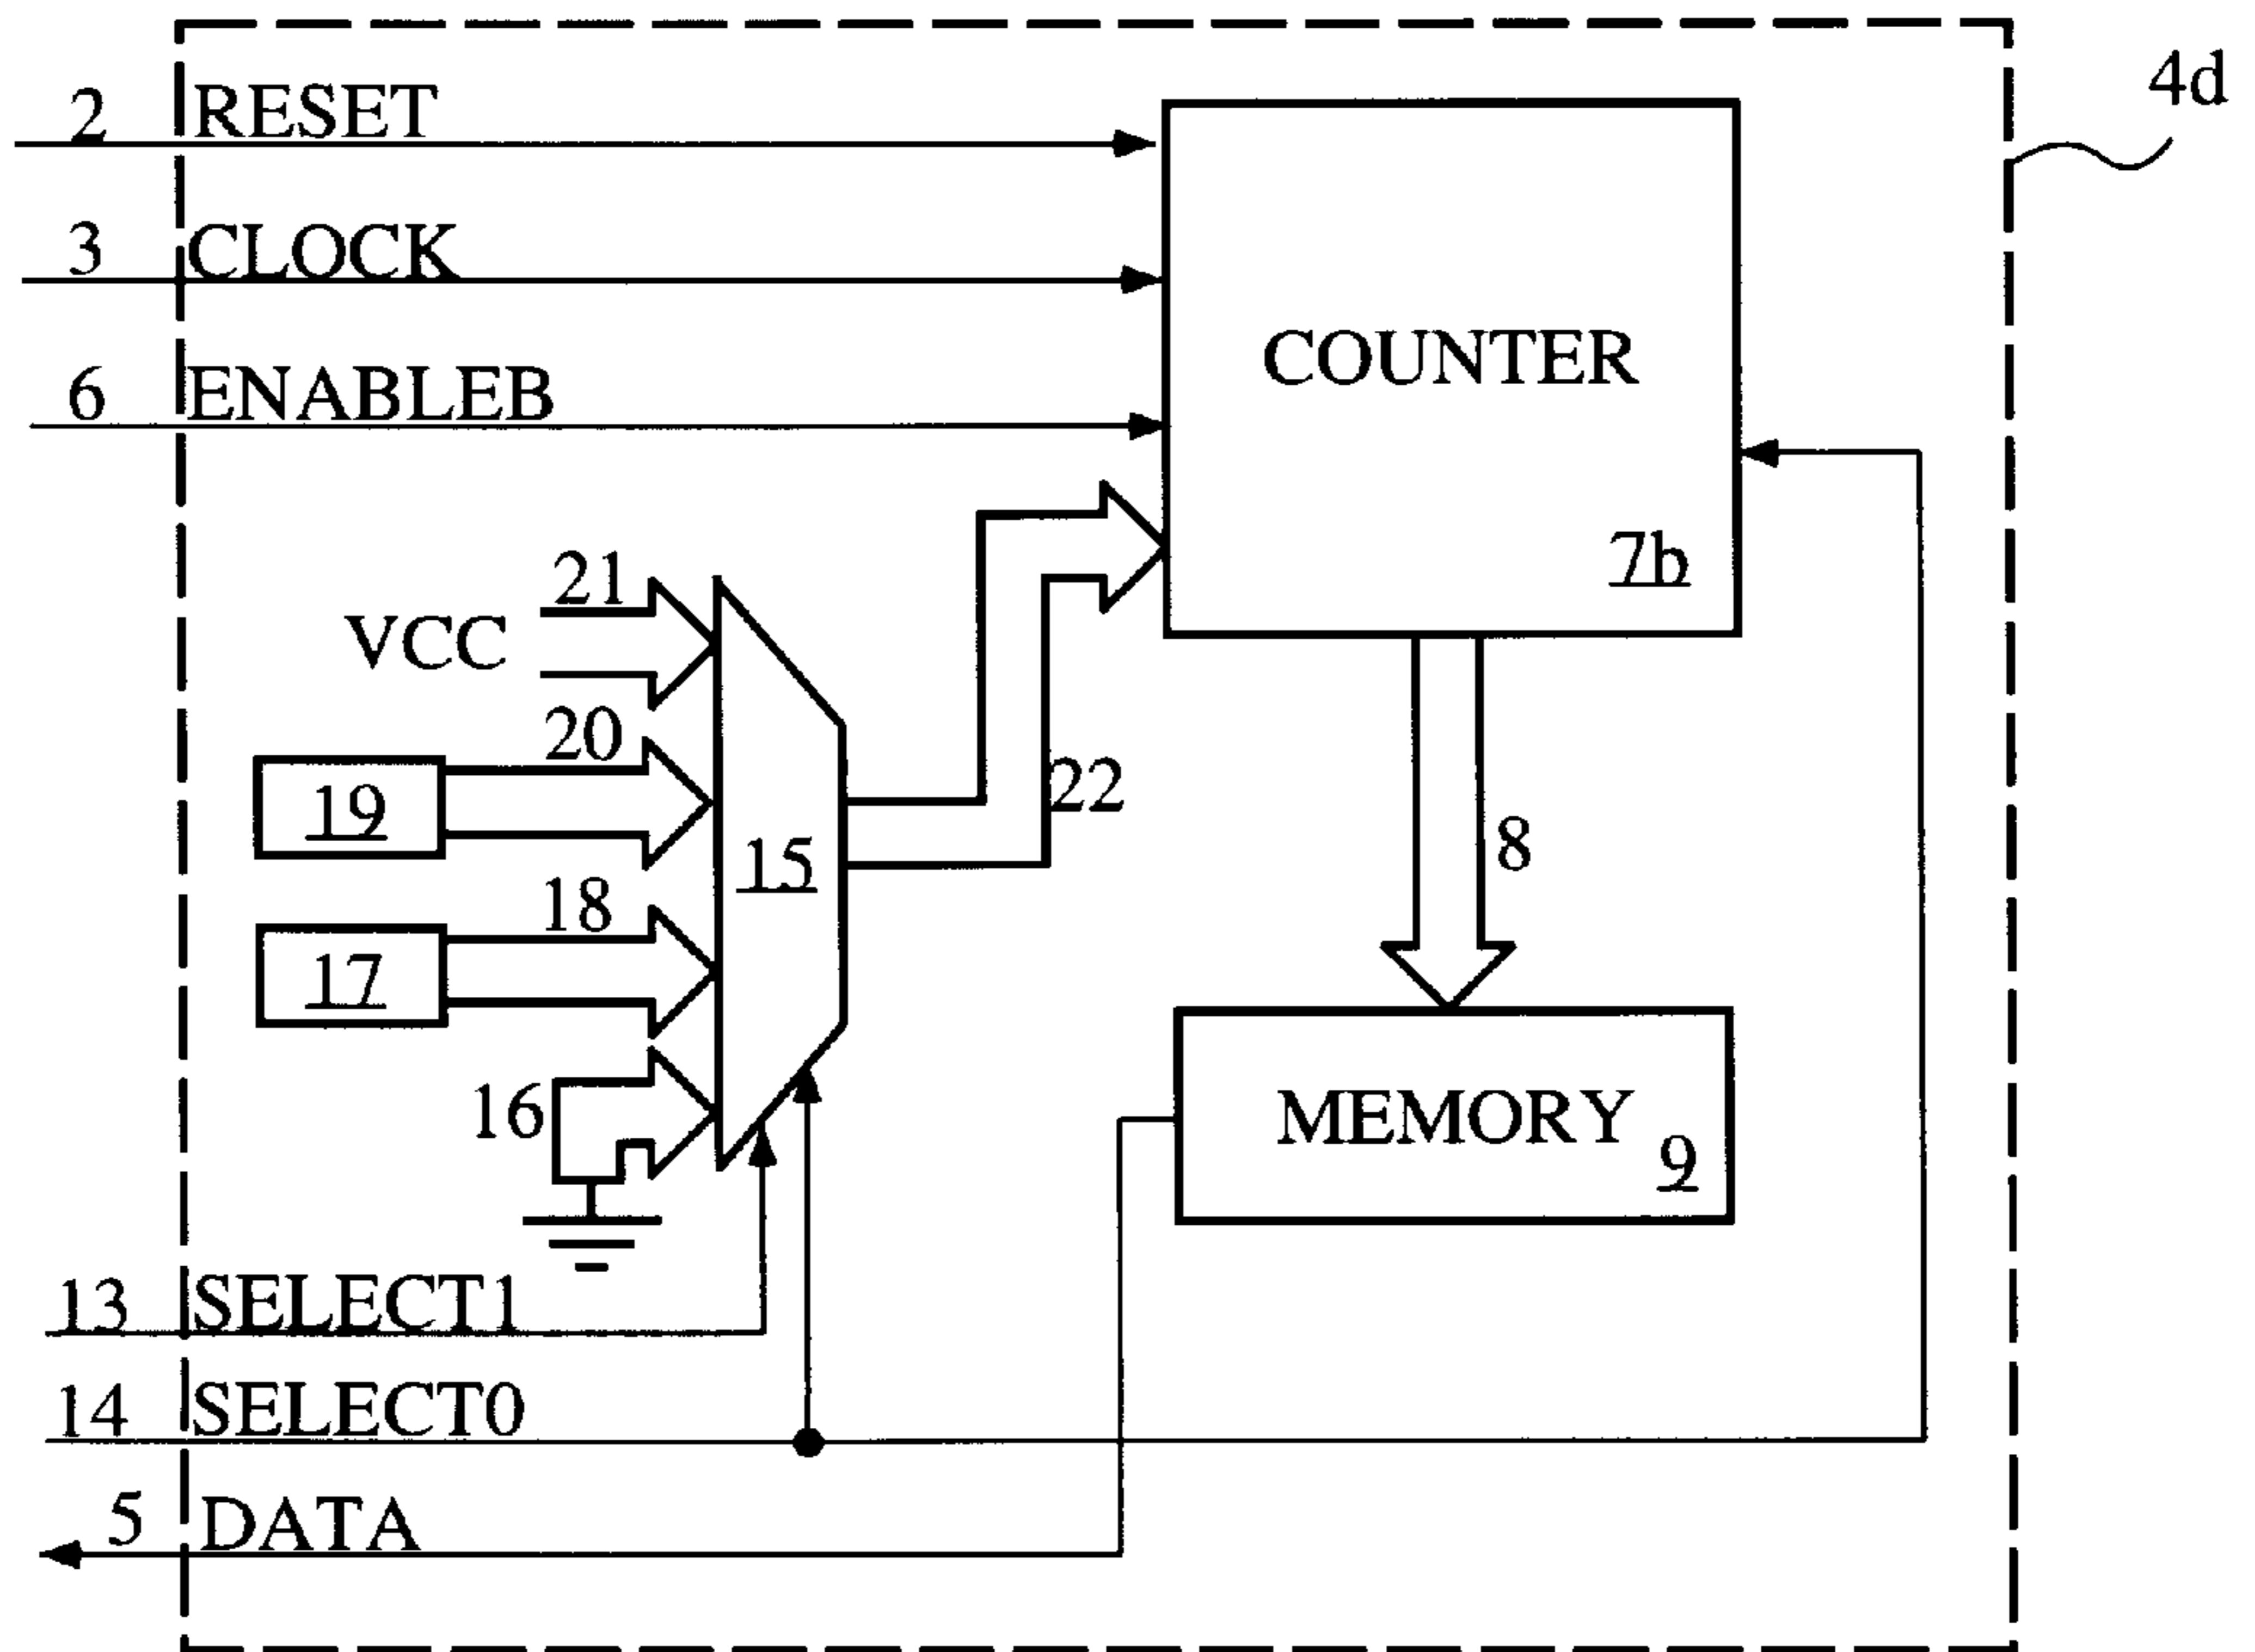 4d
2 RESET
3 CLOCK
6 ENABLEB
COUNTER
7b
21
VCC
20
19
22
15
8
18
17
16
MEMORY
9
13 SELECT1
14 SELECT0
5 DATA